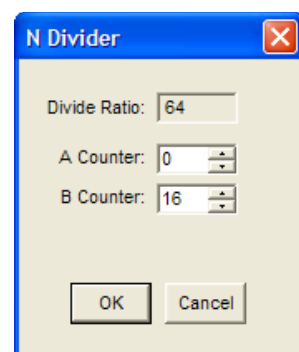 N Divider
Divide Ratio: 64
A Counter: 0
B Counter: 16
OK Cancel